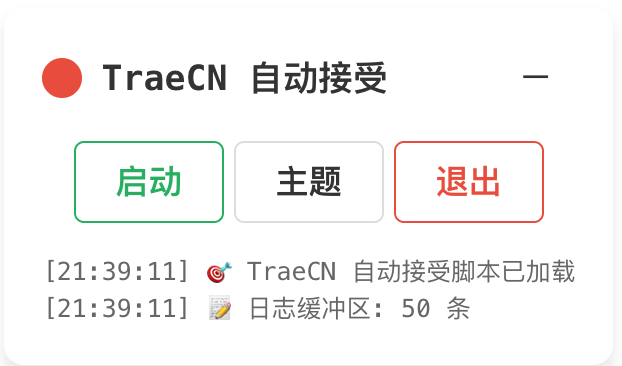 TraeCN 自动接受 —
启动 主题 退出
[21:39:11] 🎯 TraeCN 自动接受脚本已加载
[21:39:11] 📝 日志缓冲区: 50 条